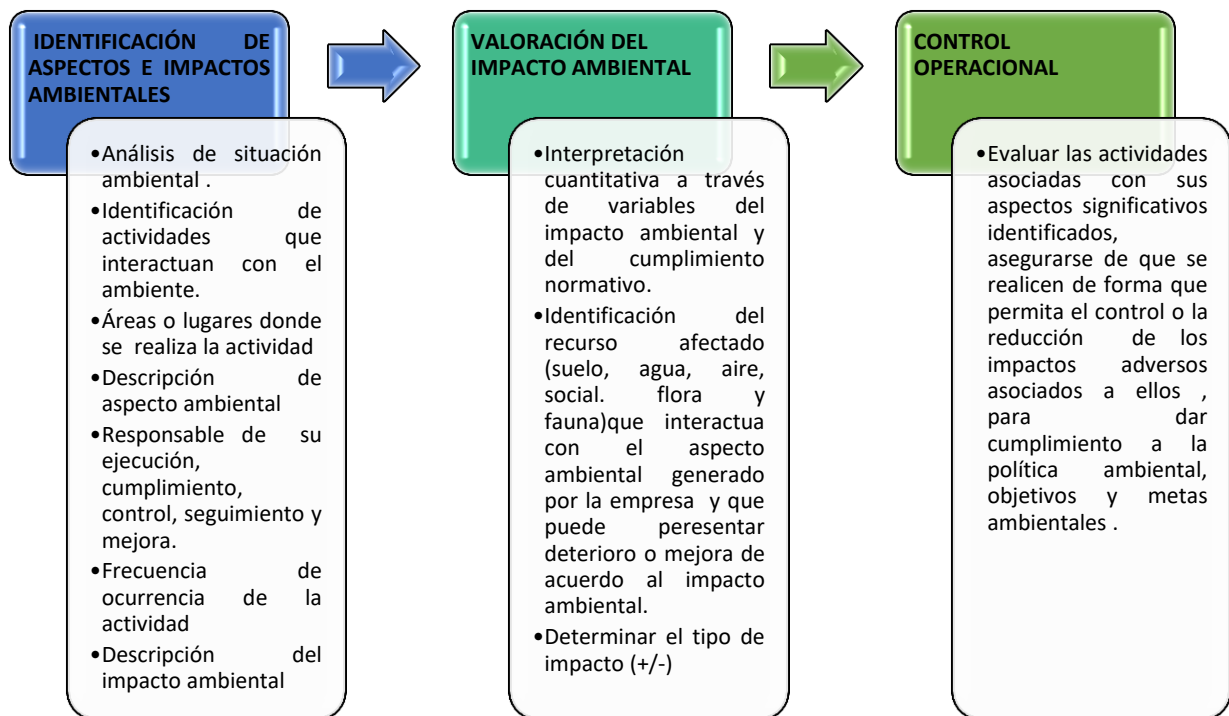 IDENTIFICACIÓN DE
ASPECTOS E IMPACTOS
AMBIENTALES
•Análisis de situación
ambiental .
•Identificación de
actividades que
interactuan con el
ambiente.
•Áreas o lugares donde
se realiza la actividad
•Descripción de
aspecto ambiental
•Responsable de su
ejecución,
cumplimiento,
control, seguimiento y
mejora.
•Frecuencia de
ocurrencia de la
actividad
•Descripción del
impacto ambiental
VALORACIÓN DEL
IMPACTO AMBIENTAL
•Interpretación
cuantitativa a través
de variables del
impacto ambiental y
del cumplimiento
normativo.
•Identificación del
recurso afectado
(suelo, agua, aire,
social. flora y
fauna)que interactua
con el aspecto
ambiental generado
por la empresa y que
puede peresentar
deterioro o mejora de
acuerdo al impacto
ambiental.
•Determinar el tipo de
impacto (+/-)
CONTROL
OPERACIONAL
•Evaluar las actividades
asociadas con sus
aspectos significativos
identificados,
asegurarse de que se
realicen de forma que
permita el control o la
reducción de los
impactos adversos
asociados a ellos ,
para dar
cumplimiento a la
política ambiental,
objetivos y metas
ambientales .